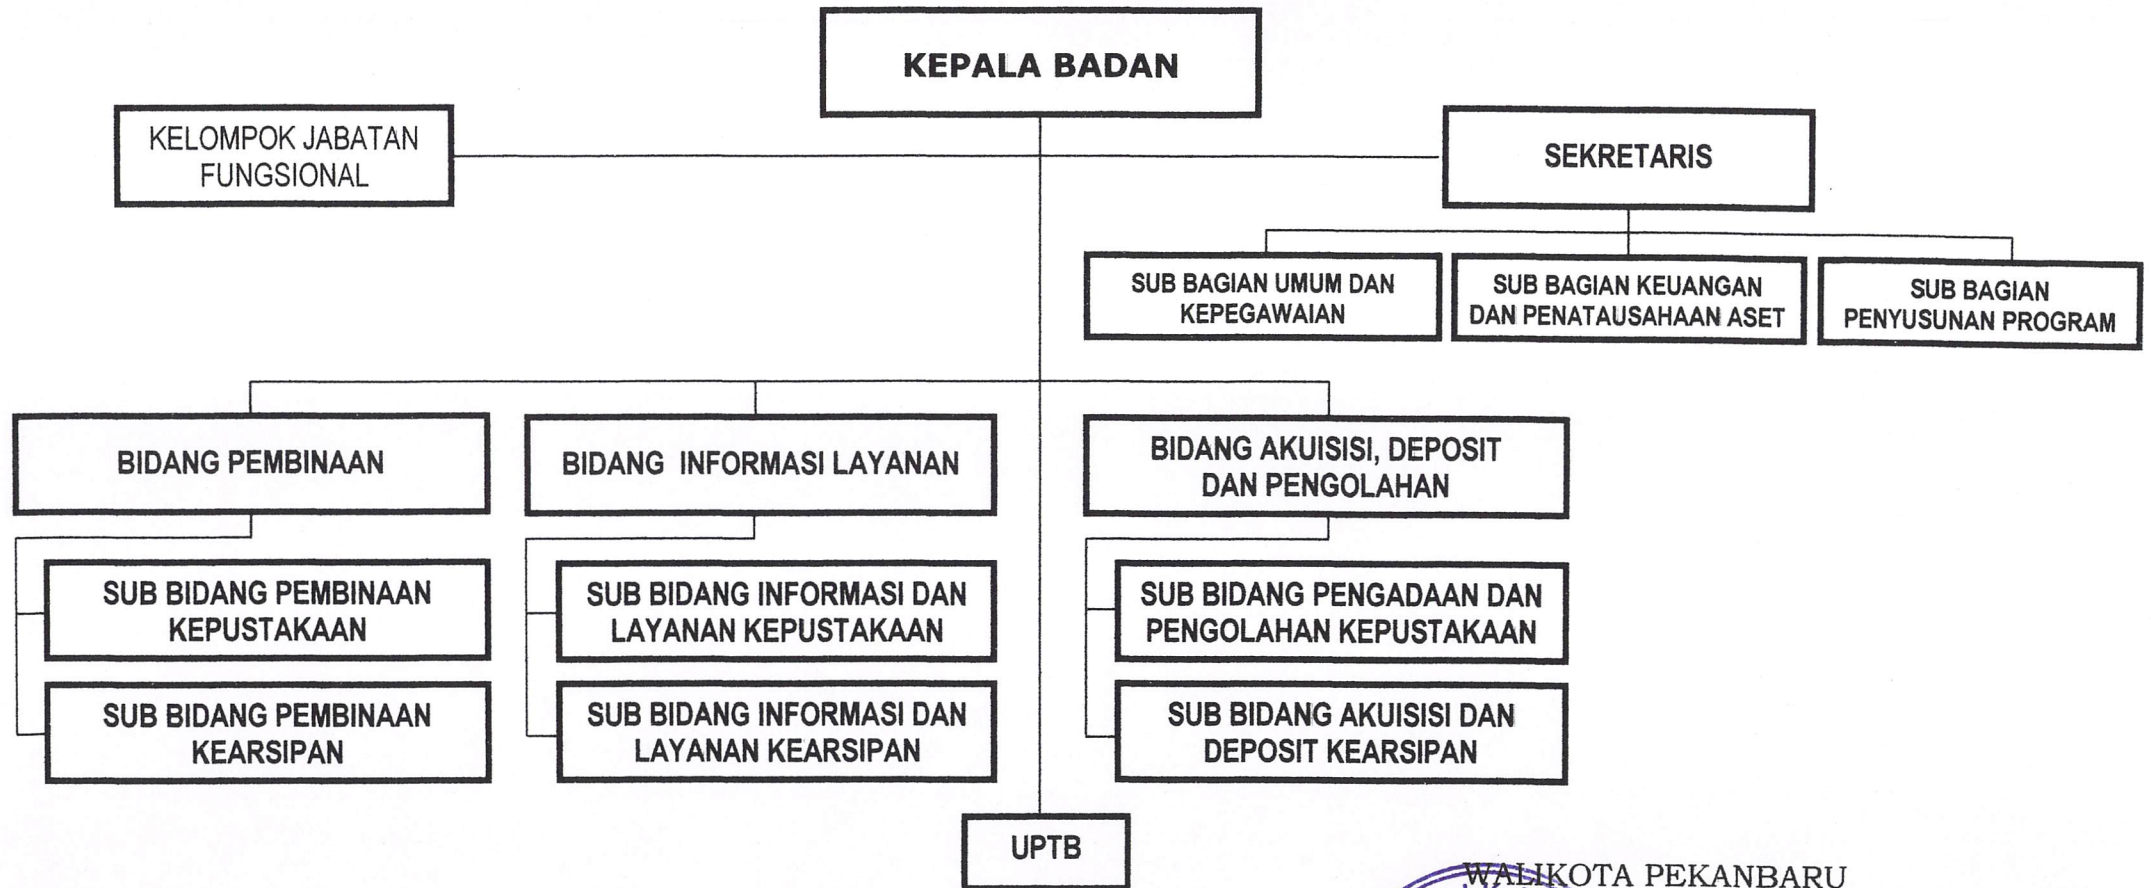 KEPALA BADAN
KELOMPOK JABATAN
FUNGSIONAL
SEKRETARIS
SUB BAGIAN UMUM DAN
KEPEGAWAIAN
SUB BAGIAN KEUANGAN
DAN PENATAUSAHAAN ASET
SUB BAGIAN
PENYUSUNAN PROGRAM
BIDANG PEMBINAAN
BIDANG INFORMASI LAYANAN
BIDANG AKUISISI, DEPOSIT
DAN PENGOLAHAN
SUB BIDANG PEMBINAAN
KEPUSTAKAAN
SUB BIDANG INFORMASI DAN
LAYANAN KEPUSTAKAAN
SUB BIDANG PENGADAAN DAN
PENGOLAHAN KEPUSTAKAAN
SUB BIDANG PEMBINAAN
KEARSIPAN
SUB BIDANG INFORMASI DAN
LAYANAN KEARSIPAN
SUB BIDANG AKUISISI DAN
DEPOSIT KEARSIPAN
UPTB
WALIKOTA PEKANBARU